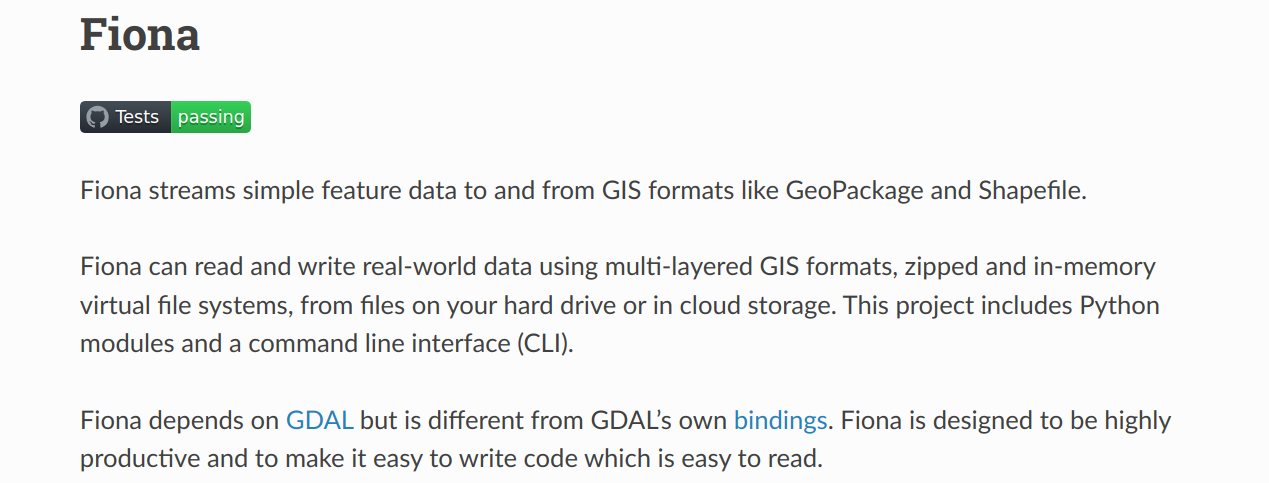 Fiona
Tests passing
Fiona streams simple feature data to and from GIS formats like GeoPackage and Shapefile.
Fiona can read and write real-world data using multi-layered GIS formats, zipped and in-memory
virtual file systems, from files on your hard drive or in cloud storage. This project includes Python
modules and a command line interface (CLI).
Fiona depends on GDAL but is different from GDAL’s own bindings. Fiona is designed to be highly
productive and to make it easy to write code which is easy to read.